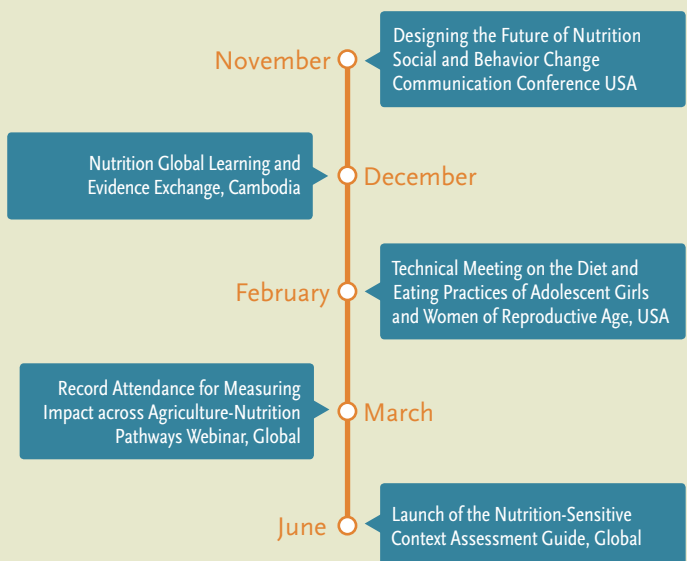 November
Designing the Future of Nutrition
Social and Behavior Change
Communication Conference USA
Nutrition Global Learning and
Evidence Exchange, Cambodia
December
February
Technical Meeting on the Diet and
Eating Practices of Adolescent Girls
and Women of Reproductive Age, USA
Record Attendance for Measuring
Impact across Agriculture-Nutrition
Pathways Webinar, Global
March
June
Launch of the Nutrition-Sensitive
Context Assessment Guide, Global